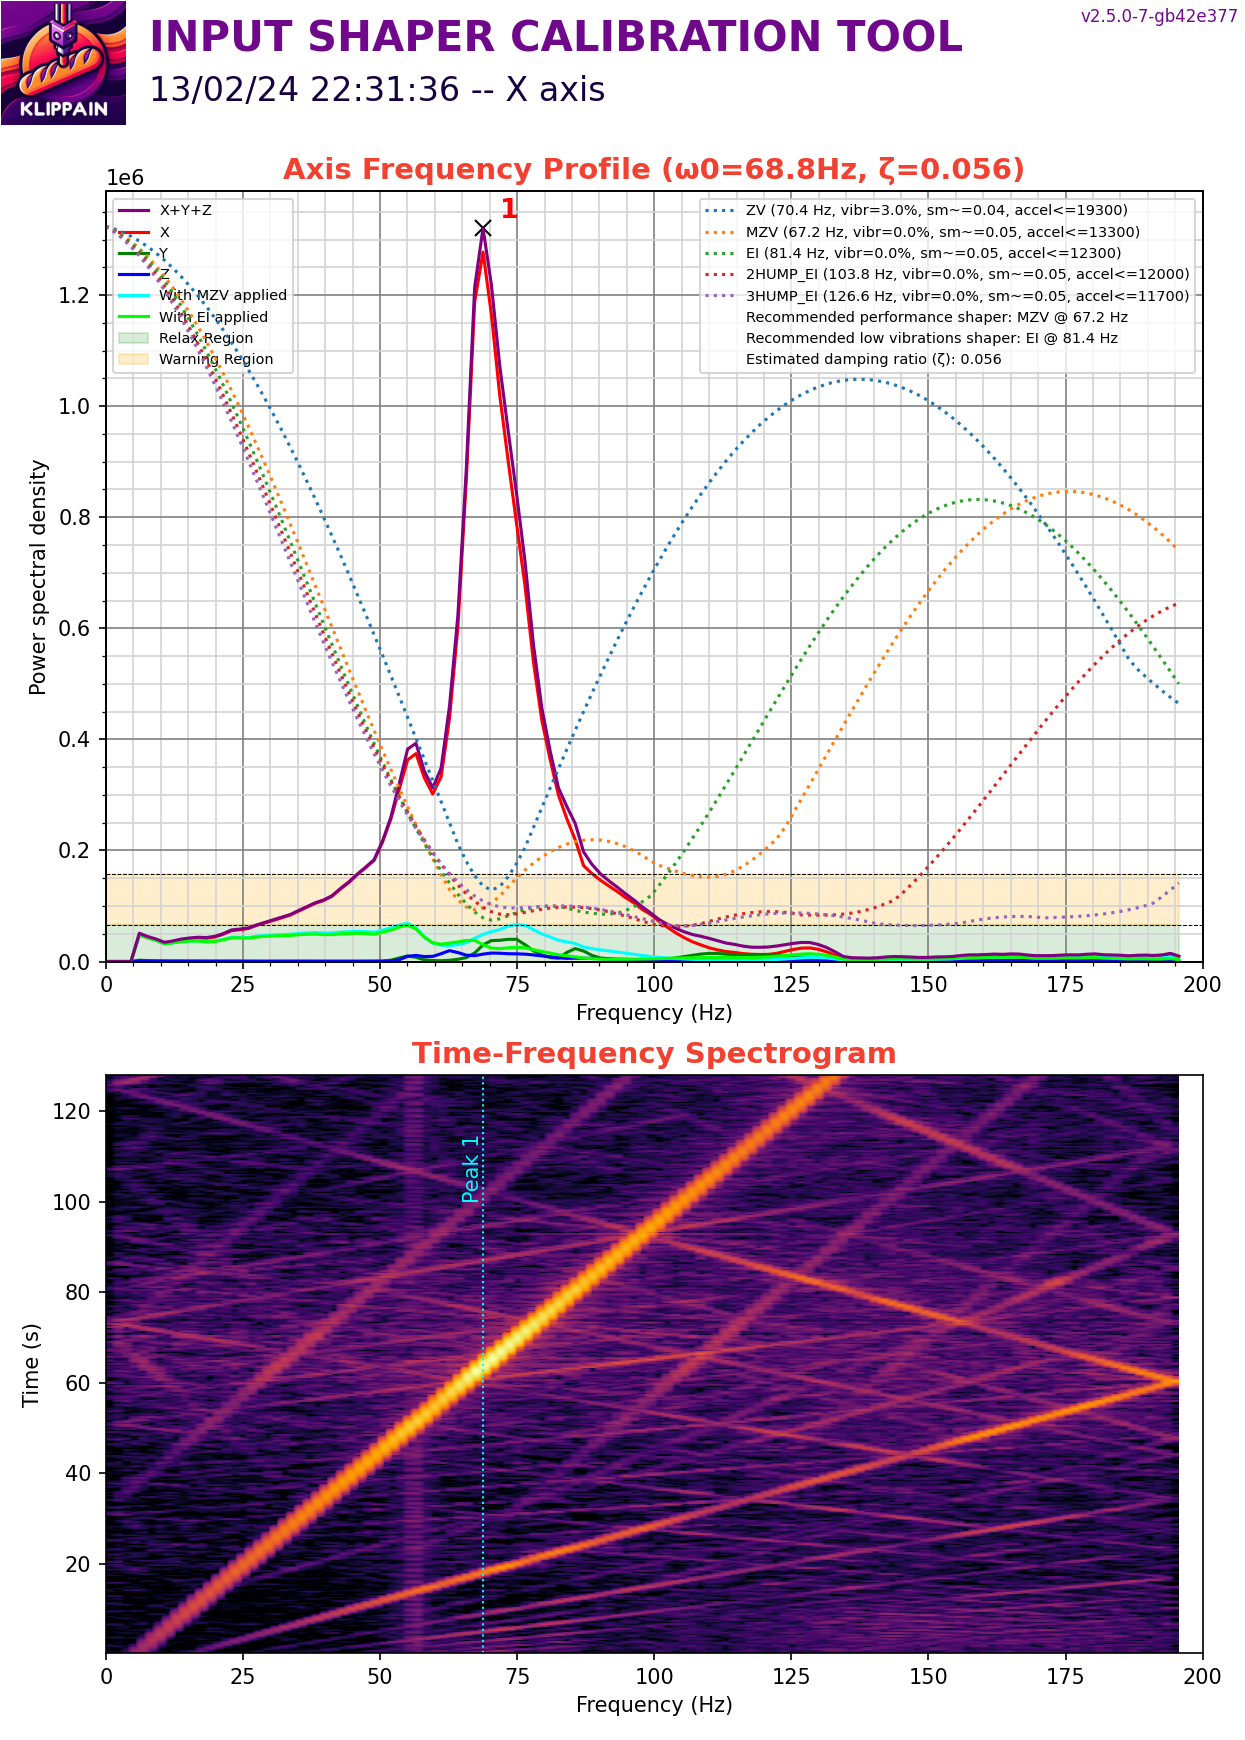 v2.5.0-7-gb42e377
INPUT SHAPER CALIBRATION TOOL
13/02/24 22:31:36 -- X axis
KLIPPAIN
Axis Frequency Profile (ω0=68.8Hz, ζ=0.056)
1e6
1
X+Y+Z
X
Y
Z
With MZV applied
With EI applied
Relax Region
Warning Region
ZV (70.4 Hz, vibr=3.0%, sm~=0.04, accel<=19300)
MZV (67.2 Hz, vibr=0.0%, sm~=0.05, accel<=13300)
EI (81.4 Hz, vibr=0.0%, sm~=0.05, accel<=12300)
2HUMP_EI (103.8 Hz, vibr=0.0%, sm~=0.05, accel<=12000)
3HUMP_EI (126.6 Hz, vibr=0.0%, sm~=0.05, accel<=11700)
Recommended performance shaper: MZV @ 67.2 Hz
Recommended low vibrations shaper: EI @ 81.4 Hz
Estimated damping ratio (ζ): 0.056
Power spectral density
1.2
1.0
0.8
0.6
0.4
0.2
0.0
0 25 50 75 100 125 150 175 200
Frequency (Hz)
Time-Frequency Spectrogram
Peak 1
Time (s)
120
100
80
60
40
20
0 25 50 75 100 125 150 175 200
Frequency (Hz)